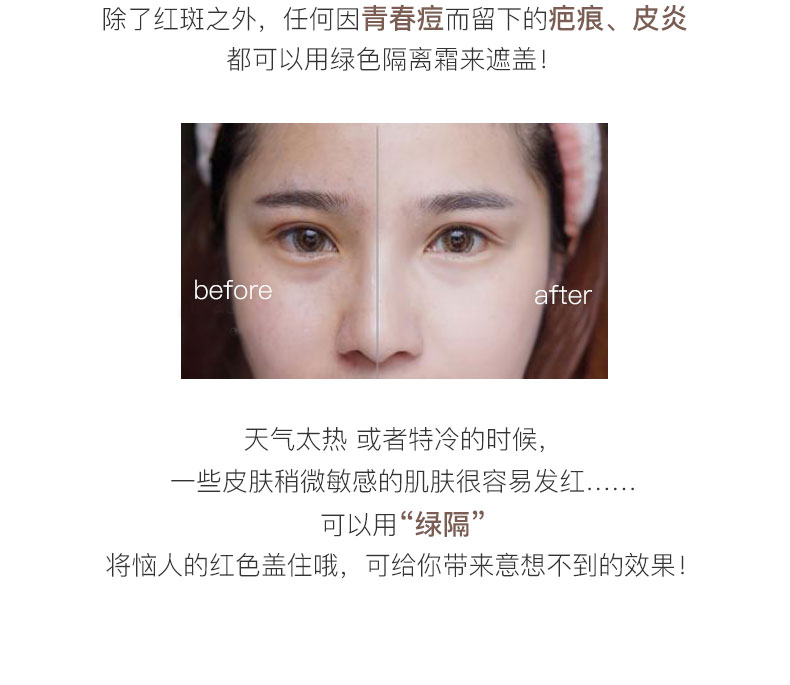 除了红斑之外，任何因青春痘而留下的疤痕、皮炎
都可以用绿色隔离霜来遮盖！
before
after
天气太热 或者特冷的时候，
一些皮肤稍微敏感的肌肤很容易发红……
可以用“绿隔”
将恼人的红色盖住哦，可给你带来意想不到的效果！